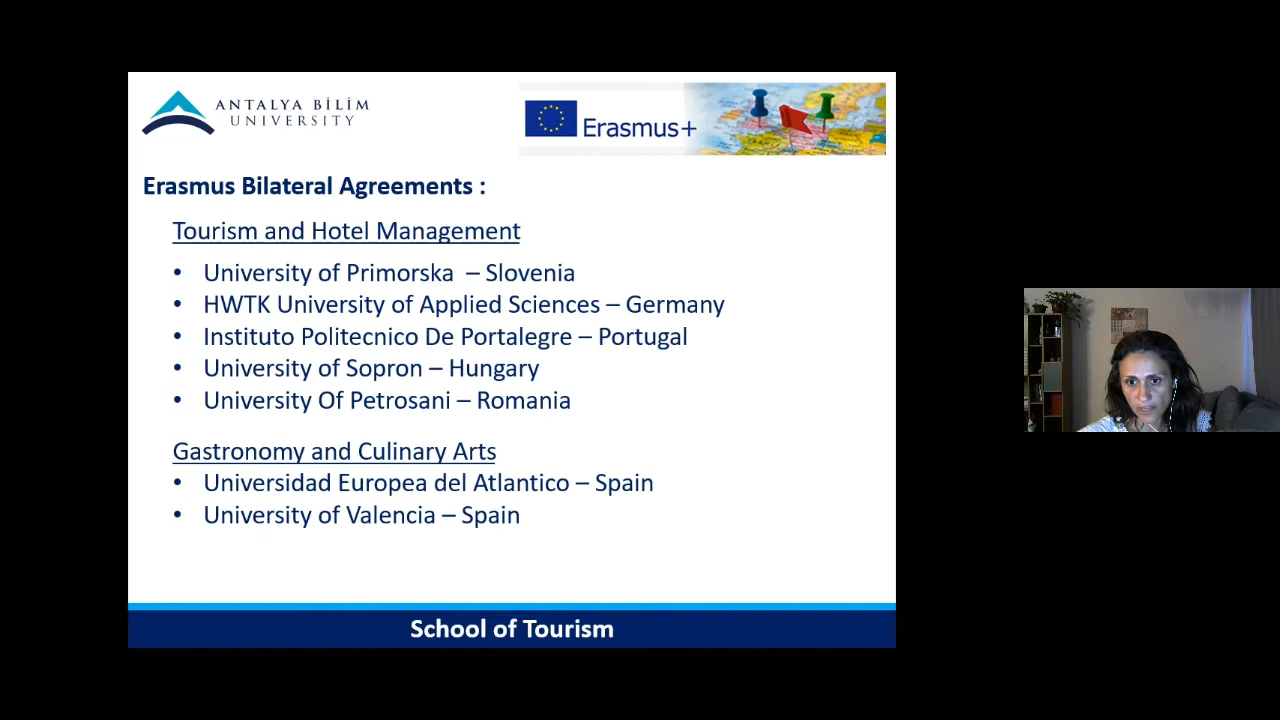 ANTALYA BİLİM
UNIVERSITY
Erasmus+
Erasmus Bilateral Agreements :
Tourism and Hotel Management
• University of Primorska – Slovenia
• HWTK University of Applied Sciences – Germany
• Instituto Politecnico De Portalegre – Portugal
• University of Sopron – Hungary
• University Of Petrosani – Romania
Gastronomy and Culinary Arts
• Universidad Europea del Atlantico – Spain
• University of Valencia – Spain
School of Tourism